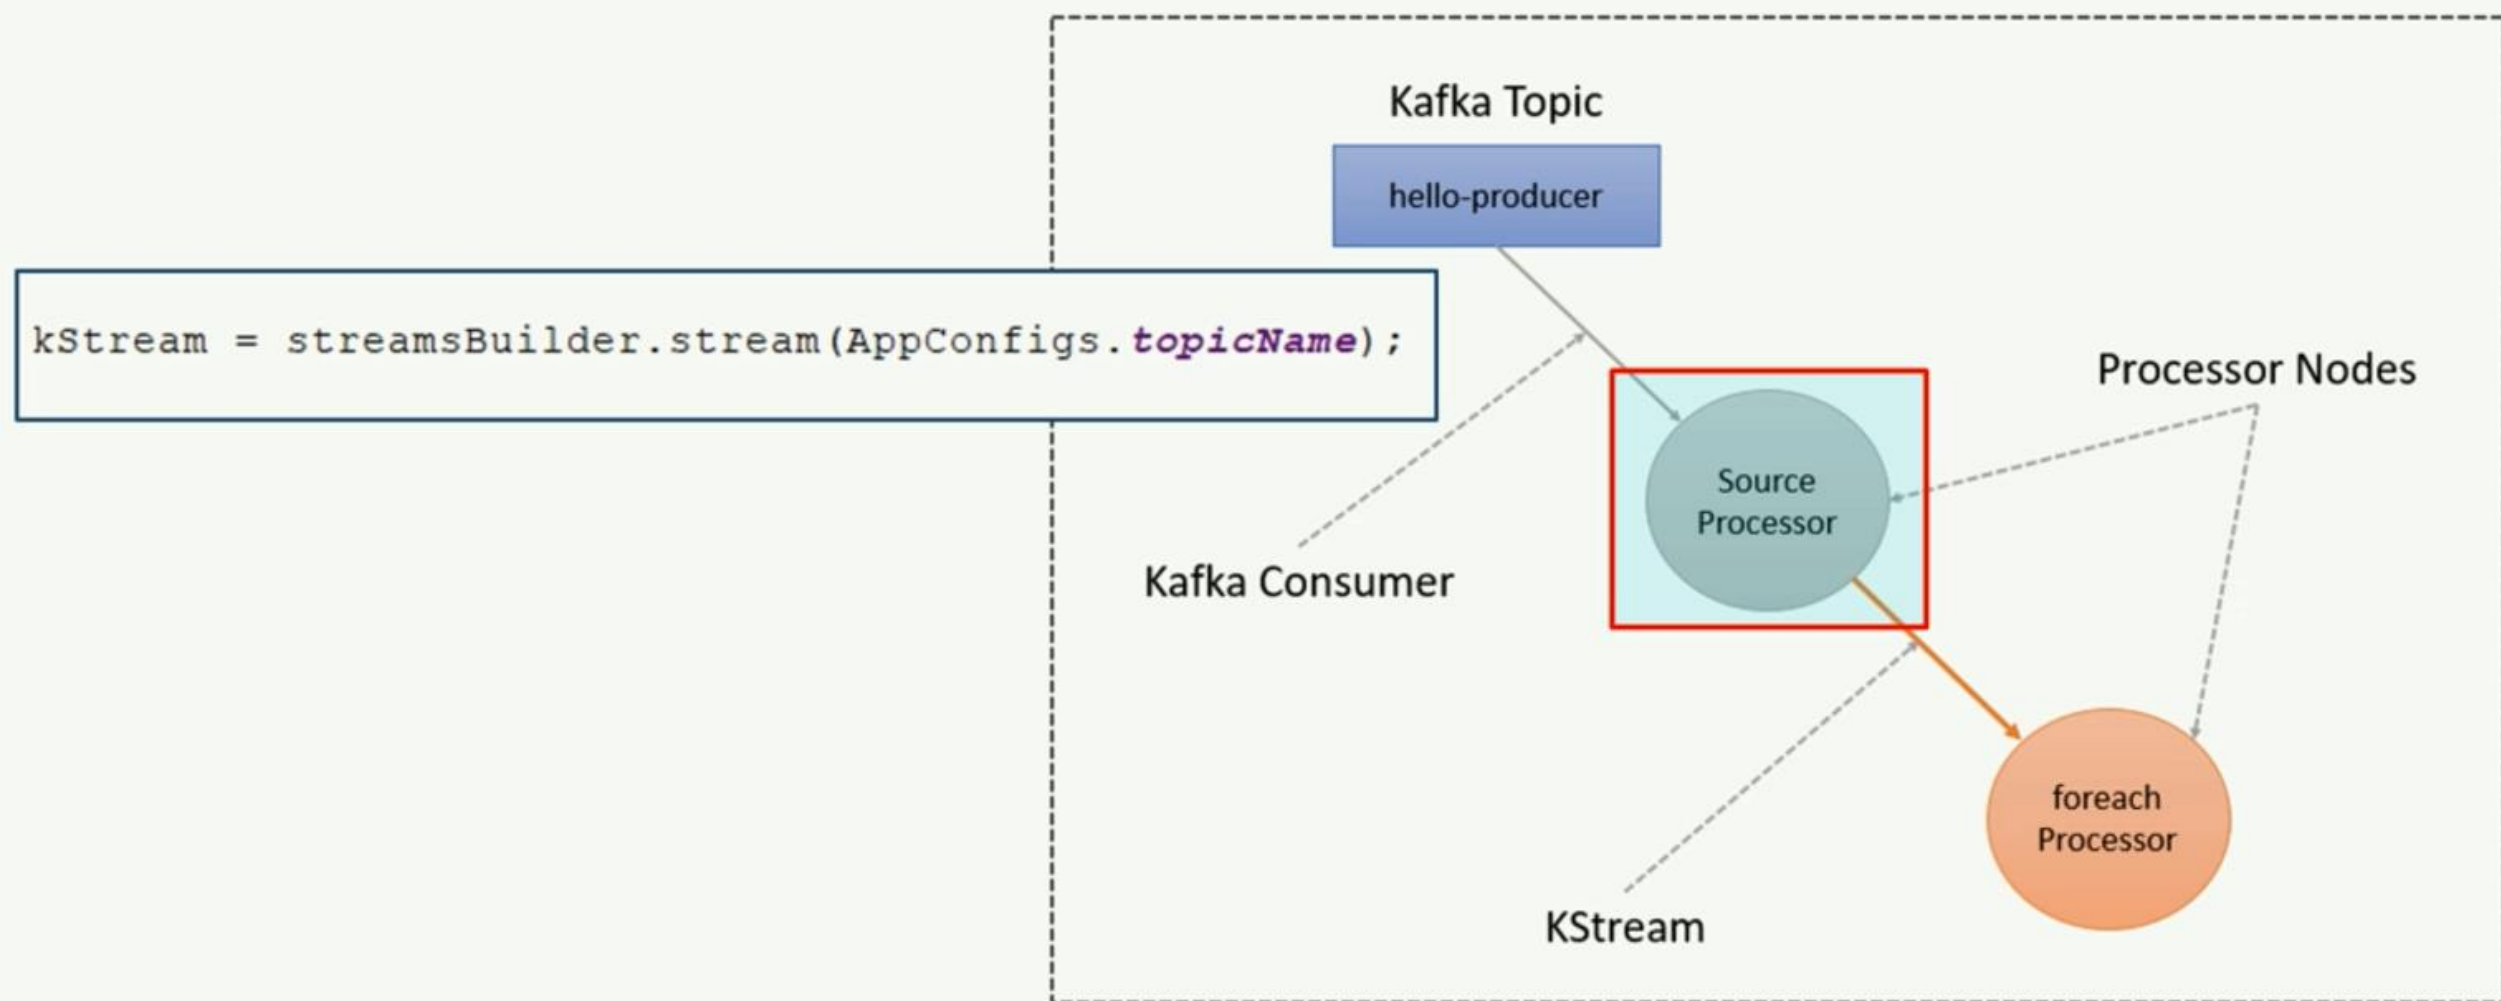 Kafka Topic
hello-producer
kStream = streamsBuilder.stream(AppConfigs.topicName);
Processor Nodes
Source
Processor
Kafka Consumer
foreach
Processor
KStream